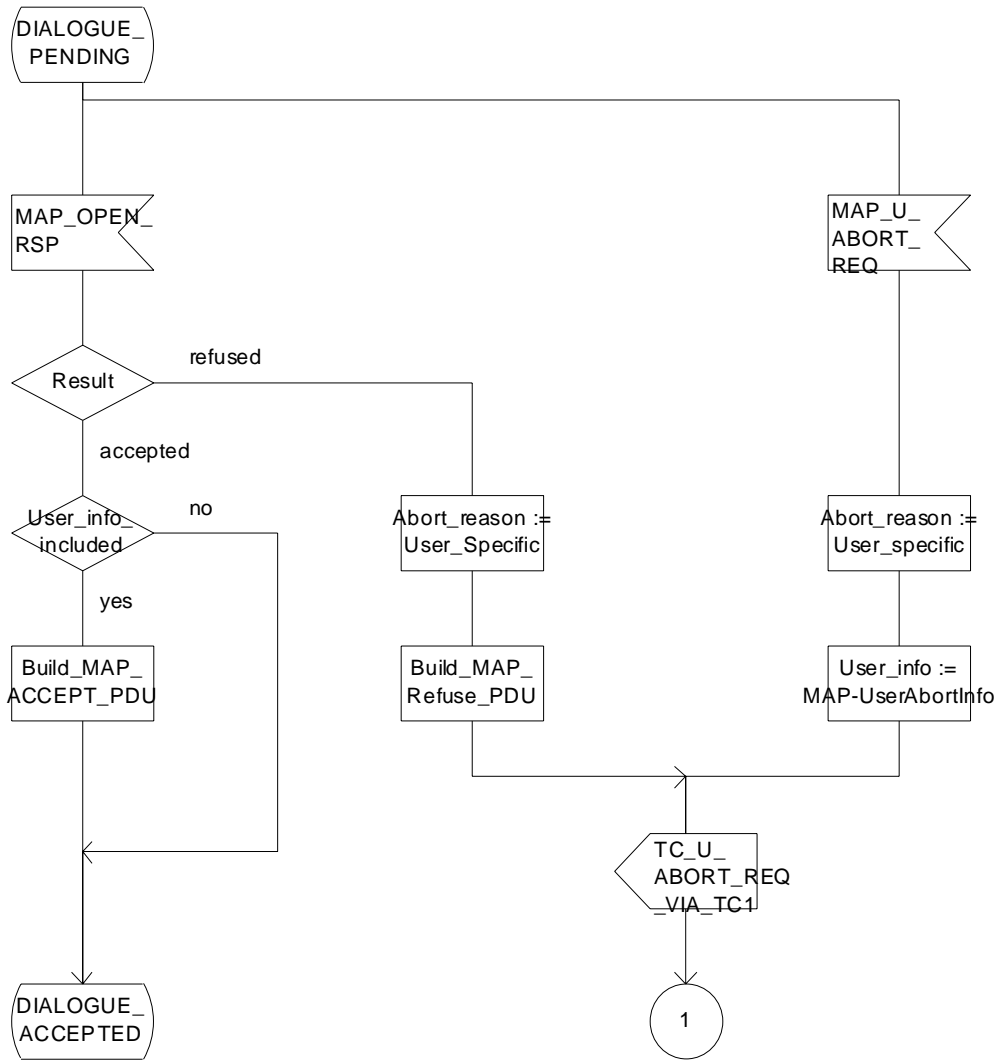 DIALOGUE_
PENDING
MAP_OPEN_
RSP
MAP_U_
ABORT_
REQ
Result
refused
accepted
User_info_
included
no
yes
Abort_reason :=
User_Specific
Abort_reason :=
User_specific
Build_MAP_
ACCEPT_PDU
Build_MAP_
Refuse_PDU
User_info :=
MAP-UserAbortInfo
TC_U_
ABORT_REQ
_VIA_TC1
DIALOGUE_
ACCEPTED
1